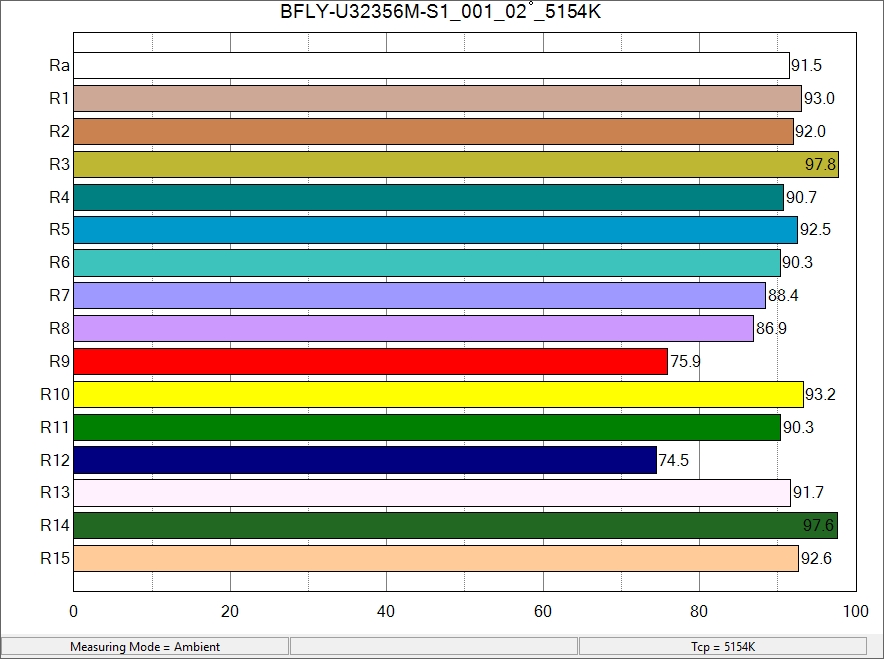 BFLY-U32356M-S1_001_02˚_5154K
Ra 91.5
R1 93.0
R2 92.0
R3 97.8
R4 90.7
R5 92.5
R6 90.3
R7 88.4
R8 86.9
R9 75.9
R10 93.2
R11 90.3
R12 74.5
R13 91.7
R14 97.6
R15 92.6
0 20 40 60 80 100
Measuring Mode = Ambient Tcp = 5154K